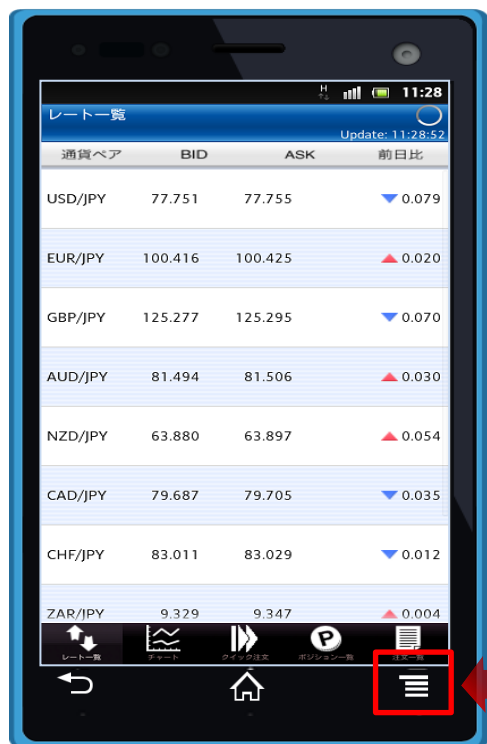 H 11:28
レート一覧
Update: 11:28:52
通貨ペア BID ASK 前日比
USD/JPY 77.751 77.755 ▼ 0.079
EUR/JPY 100.416 100.425 ▲ 0.020
GBP/JPY 125.277 125.295 ▼ 0.070
AUD/JPY 81.494 81.506 ▲ 0.030
NZD/JPY 63.880 63.897 ▲ 0.054
CAD/JPY 79.687 79.705 ▼ 0.035
CHF/JPY 83.011 83.029 ▼ 0.012
ZAR/JPY 9.329 9.347 ▲ 0.004
P
レート一覧 チャート クイック注文 ポジション一覧 注文一覧